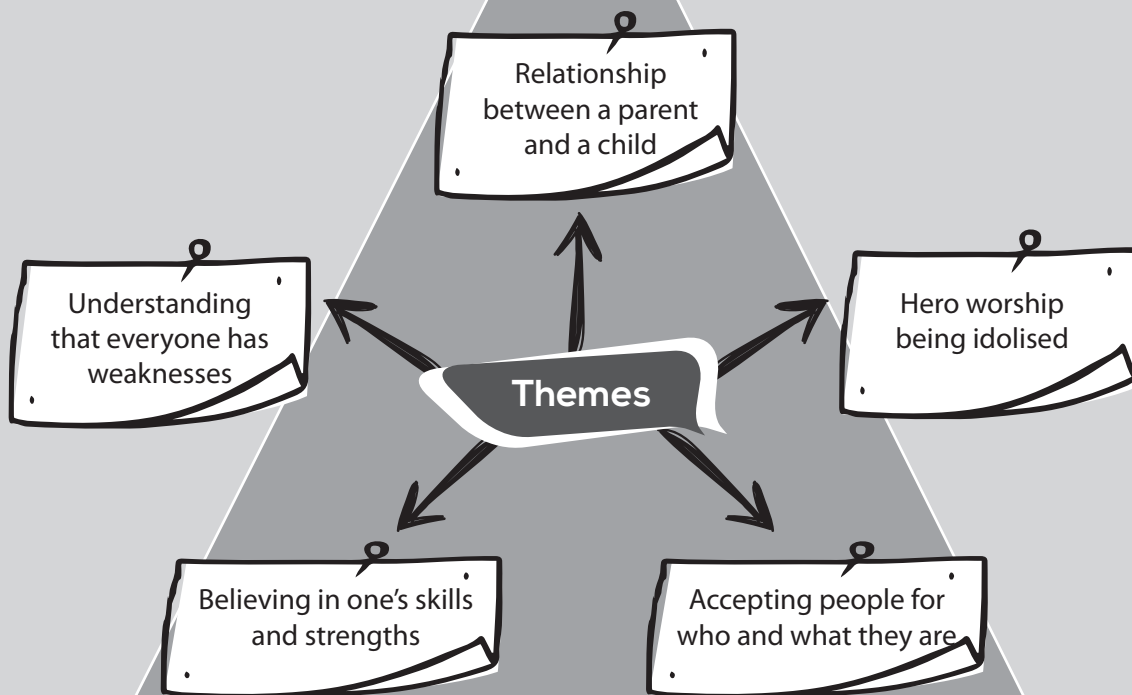 Relationship
between a parent
and a child
Understanding
that everyone has
weaknesses
Hero worship
being idolised
Themes
Believing in one's skills
and strengths
Accepting people for
who and what they are